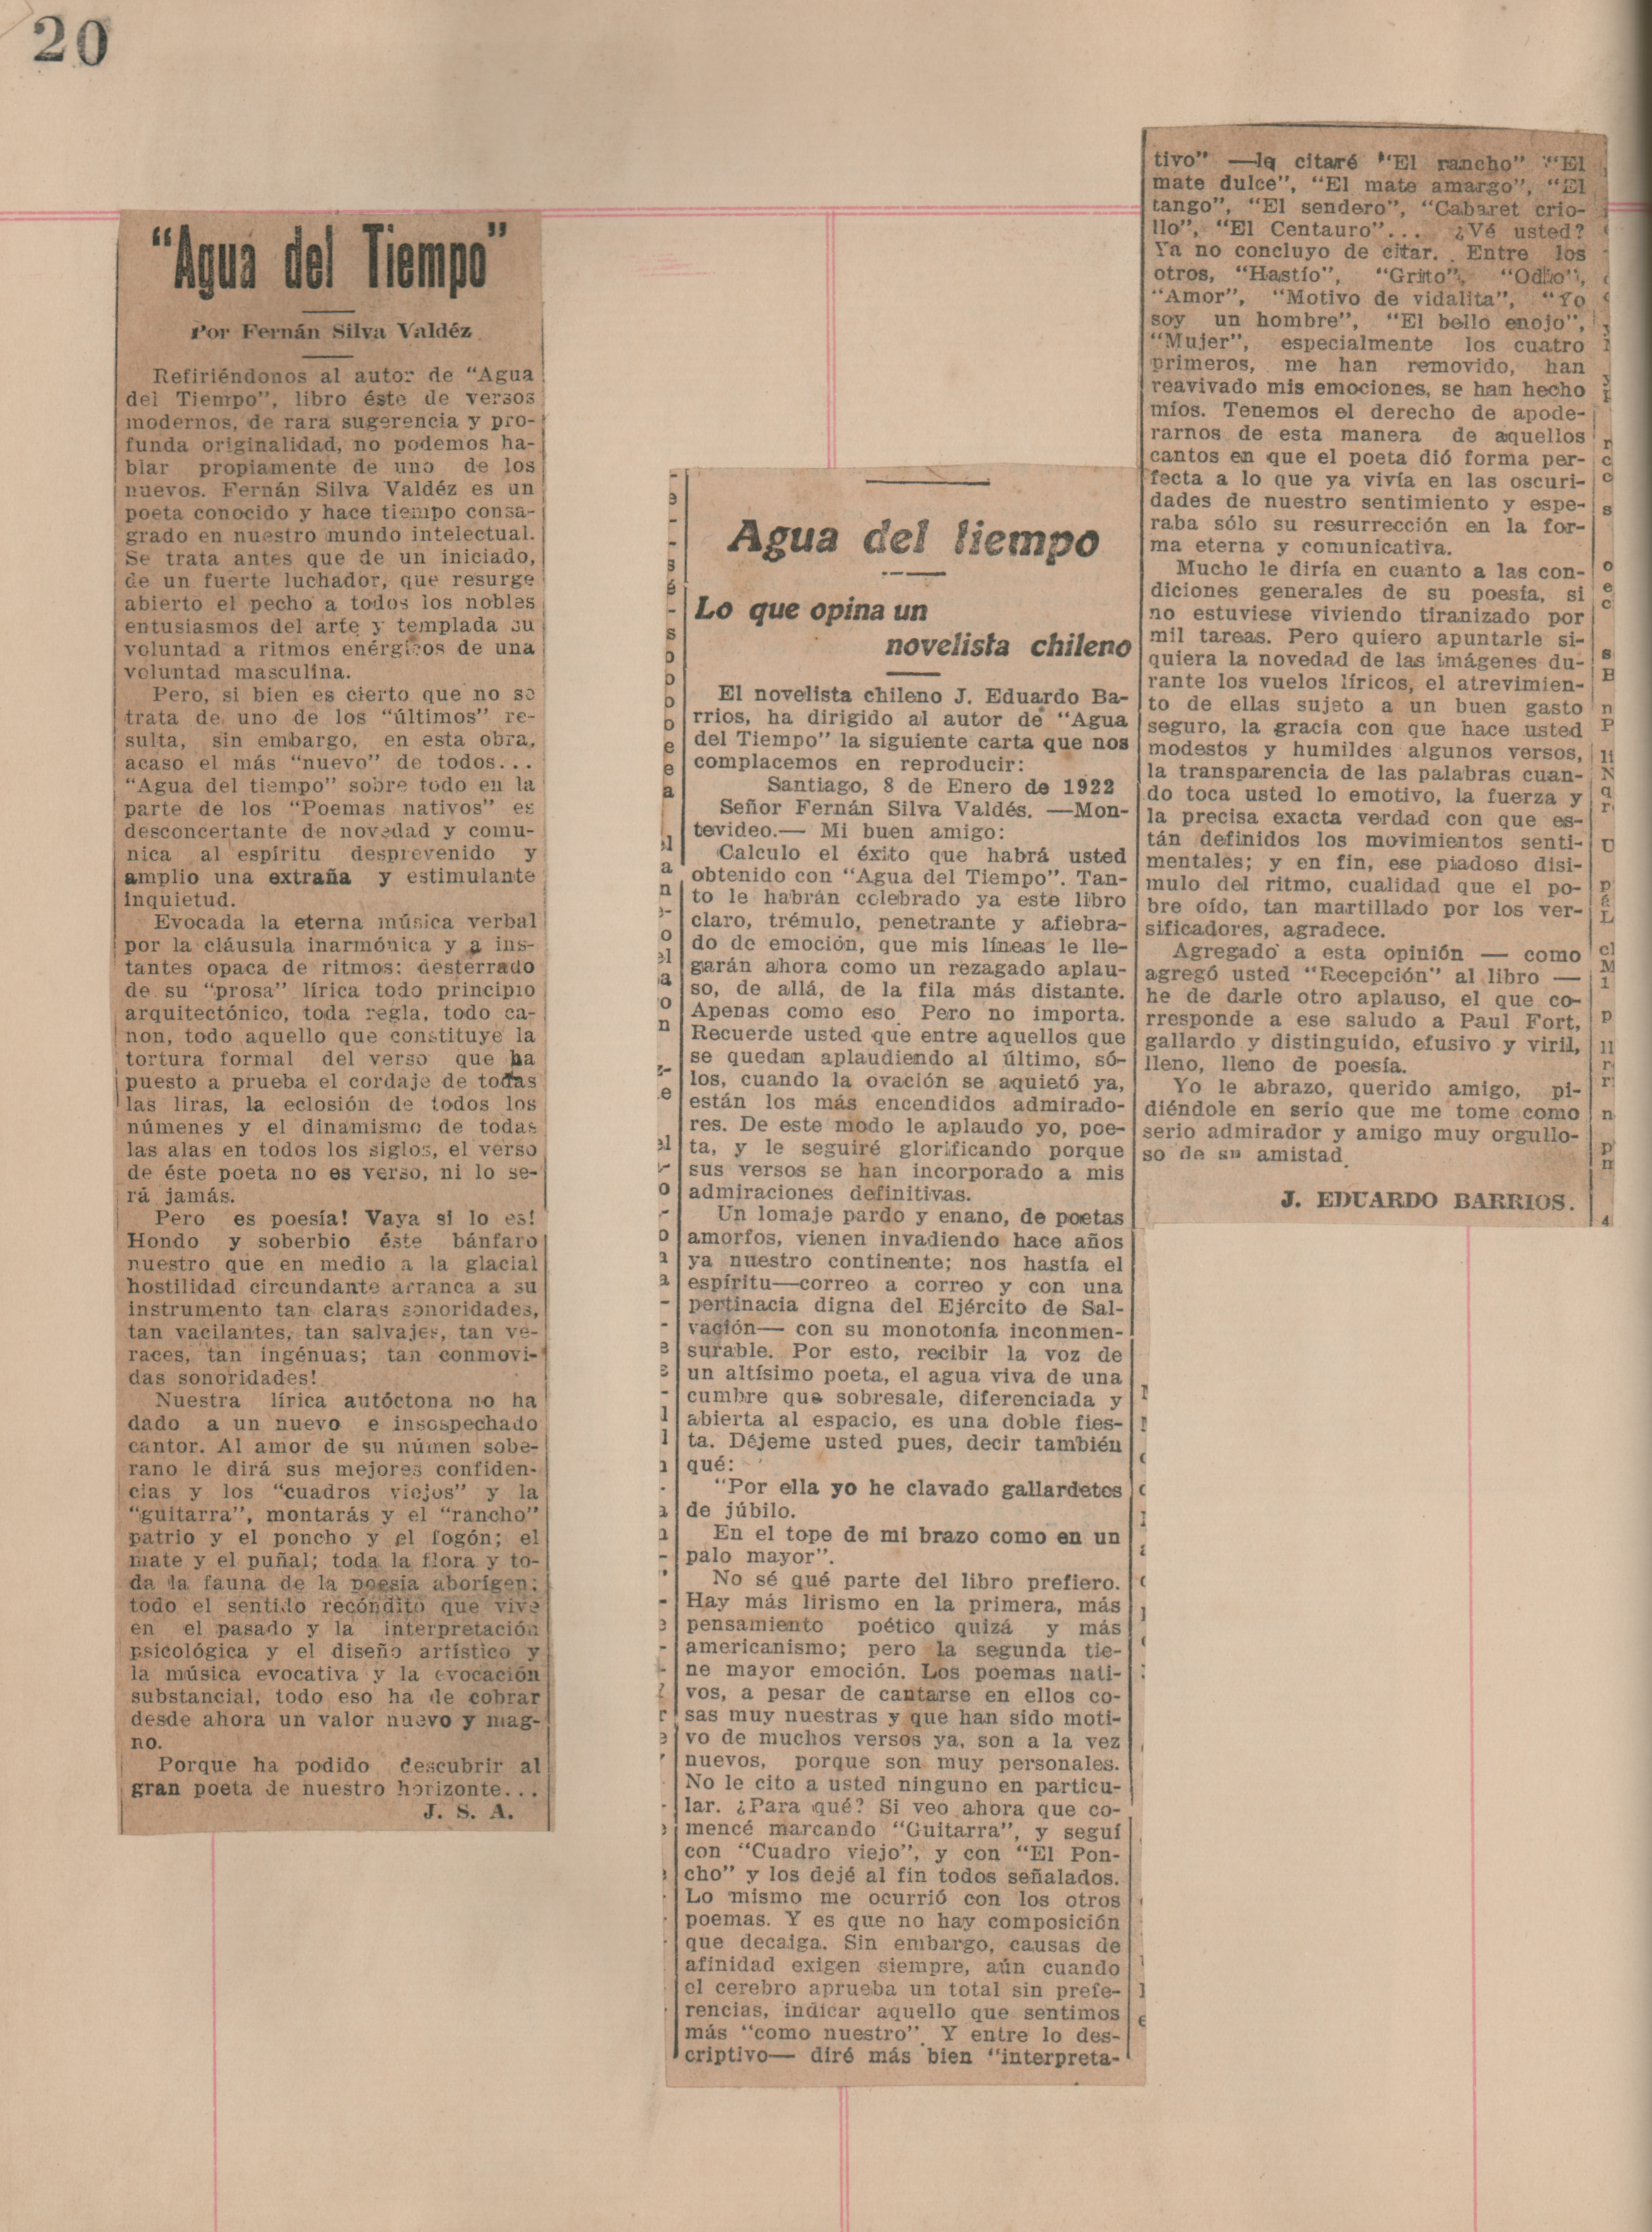 20
“Agua del Tiempo”
Por Fernán Silva Valdéz
Refiriéndonos al autor de “Agua
del Tiempo”, libro éste de versos
modernos, de rara sugerencia y pro-
funda originalidad, no podemos ha-
blar propiamente de uno de los
nuevos. Fernán Silva Valdéz es un
poeta conocido y hace tiempo consa-
grado en nuestro mundo intelectual.
Se trata antes que de un iniciado,
de un fuerte luchador, que resurge
abierto el pecho a todos los nobles
entusiasmos del arte y templada su
voluntad a ritmos enérgicos de una
voluntad masculina.
Pero, si bien es cierto que no se
trata de uno de los “últimos” re-
sulta, sin embargo, en esta obra,
acaso el más “nuevo” de todos...
“Agua del tiempo” sobre todo en la
parte de los “Poemas nativos” es
desconcertante de novedad y comu-
nica al espíritu desprevenido y
amplio una extraña y estimulante
inquietud.
Evocada la eterna música verbal
por la cláusula inarmónica y a ins-
tantes opaca de ritmos: desterrado
de su “prosa” lírica todo principio
arquitectónico, toda regla, todo ca-
non, todo aquello que constituye la
tortura formal del verso que ha
puesto a prueba el cordaje de todas
las liras, la eclosión de todos los
númenes y el dinamismo de todas
las alas en todos los siglos, el verso
de éste poeta no es verso, ni lo se-
rá jamás.
Pero es poesía! Vaya si lo es!
Hondo y soberbio éste bánfaro
nuestro que en medio a la glacial
hostilidad circundante arranca a su
instrumento tan claras sonoridades,
tan vacilantes, tan salvajes, tan ve-
races, tan ingénuas; tan conmovi-
das sonoridades!
Nuestra lírica autóctona no ha
dado a un nuevo e insospechado
cantor. Al amor de su númen sobe-
rano le dirá sus mejores confiden-
cias y los “cuadros viejos” y la
“guitarra”, montarás y el “rancho”
patrio y el poncho y el fogón; el
mate y el puñal; toda la flora y to-
da la fauna de la poesia aborigen;
todo el sentido recóndito que vive
en el pasado y la interpretación
psicológica y el diseño artístico y
la música evocativa y la evocación
substancial, todo eso ha de cobrar
desde ahora un valor nuevo y mag-
no.
Porque ha podido descubrir al
gran poeta de nuestro horizonte...
J. S. A.
Agua del tiempo
Lo que opina un
novelista chileno
El novelista chileno J. Eduardo Ba-
rrios, ha dirigido al autor de “Agua
del Tiempo” la siguiente carta que nos
complacemos en reproducir:
Santiago, 8 de Enero de 1922
Señor Fernán Silva Valdés. —Mon-
tevideo.— Mi buen amigo:
Calculo el éxito que habrá usted
obtenido con “Agua del Tiempo”. Tan-
to le habrán celebrado ya este libro
claro, trémulo, penetrante y afiebra-
do de emoción, que mis líneas le lle-
garán ahora como un rezagado aplau-
so, de allá, de la fila más distante.
Apenas como eso. Pero no importa.
Recuerde usted que entre aquellos que
se quedan aplaudiendo al último, só-
los, cuando la ovación se aquietó ya,
están los más encendidos admirado-
res. De este modo le aplaudo yo, poe-
ta, y le seguiré glorificando porque
sus versos se han incorporado a mis
admiraciones definitivas.
Un lomaje pardo y enano, de poetas
amorfos, vienen invadiendo hace años
ya nuestro continente; nos hastía el
espíritu—correo a correo y con una
pertinacia digna del Ejército de Sal-
vación— con su monotonía inconmen-
surable. Por esto, recibir la voz de
un altísimo poeta, el agua viva de una
cumbre que sobresale, diferenciada y
abierta al espacio, es una doble fies-
ta. Déjeme usted pues, decir también
qué:
“Por ella yo he clavado gallardetes
de júbilo.
En el tope de mi brazo como en un
palo mayor”.
No sé qué parte del libro prefiero.
Hay más lirismo en la primera, más
pensamiento poético quizá y más
americanismo; pero la segunda tie-
ne mayor emoción. Los poemas nati-
vos, a pesar de cantarse en ellos co-
sas muy nuestras y que han sido moti-
vo de muchos versos ya, son a la vez
nuevos, porque son muy personales.
No le cito a usted ninguno en particu-
lar. ¿Para qué? Si veo ahora que co-
mencé marcando “Guitarra”, y seguí
con “Cuadro viejo”, y con “El Pon-
cho” y los dejé al fin todos señalados.
Lo mismo me ocurrió con los otros
poemas. Y es que no hay composición
que decaiga. Sin embargo, causas de
afinidad exigen siempre, aún cuando
el cerebro aprueba un total sin prefe-
rencias, indicar aquello que sentimos
más “como nuestro”. Y entre lo des-
criptivo— diré más bien “interpreta-
tivo” —lq citaré “El rancho” “El
mate dulce”, “El mate amargo”, “El
tango”, “El sendero”, “Cabaret crio-
llo”, “El Centauro”... ¿Vé usted?
Ya no concluyo de citar. Entre los
otros, “Hastío”, “Grito”, “Odio”,
“Amor”, “Motivo de vidalita”, “Yo
soy un hombre”, “El bello enojo”,
“Mujer”, especialmente los cuatro
primeros, me han removido, han
reavivado mis emociones, se han hecho
míos. Tenemos el derecho de apode-
rarnos de esta manera de aquellos
cantos en que el poeta dió forma per-
fecta a lo que ya vivía en las oscuri-
dades de nuestro sentimiento y espe-
raba sólo su resurrección en la for-
ma eterna y comunicativa.
Mucho le diría en cuanto a las con-
diciones generales de su poesía, si
no estuviese viviendo tiranizado por
mil tareas. Pero quiero apuntarle si-
quiera la novedad de las imágenes du-
rante los vuelos líricos, el atrevimien-
to de ellas sujeto a un buen gasto
seguro, la gracia con que hace usted
modestos y humildes algunos versos,
la transparencia de las palabras cuan-
do toca usted lo emotivo, la fuerza y
la precisa exacta verdad con que es-
tán definidos los movimientos senti-
mentales; y en fin, ese piadoso disi-
mulo del ritmo, cualidad que el po-
bre oído, tan martillado por los ver-
sificadores, agradece.
Agregado a esta opinión — como
agregó usted “Recepción” al libro —
he de darle otro aplauso, el que co-
rresponde a ese saludo a Paul Fort,
gallardo y distinguido, efusivo y viril,
lleno, lleno de poesía.
Yo le abrazo, querido amigo, pi-
diéndole en serio que me tome como
serio admirador y amigo muy orgullo-
so de su amistad.
J. EDUARDO BARRIOS.